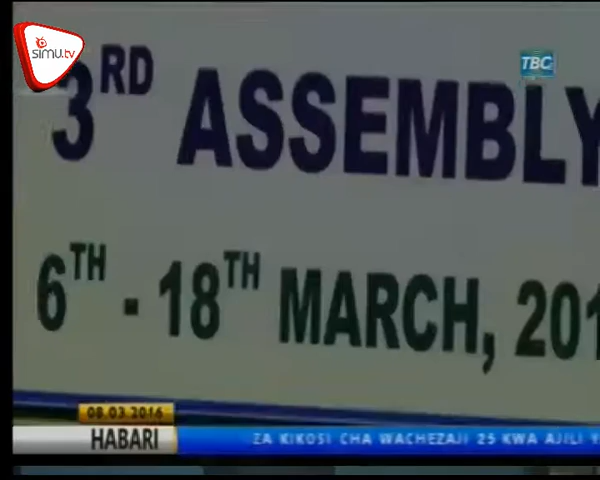 simu.tv
TBC
3RD ASSEMBLY
6TH - 18TH MARCH, 201
08.03.2016
HABARI
ZA KIKOSI CHA WACHEZAJI 25 KWA AJILI Y